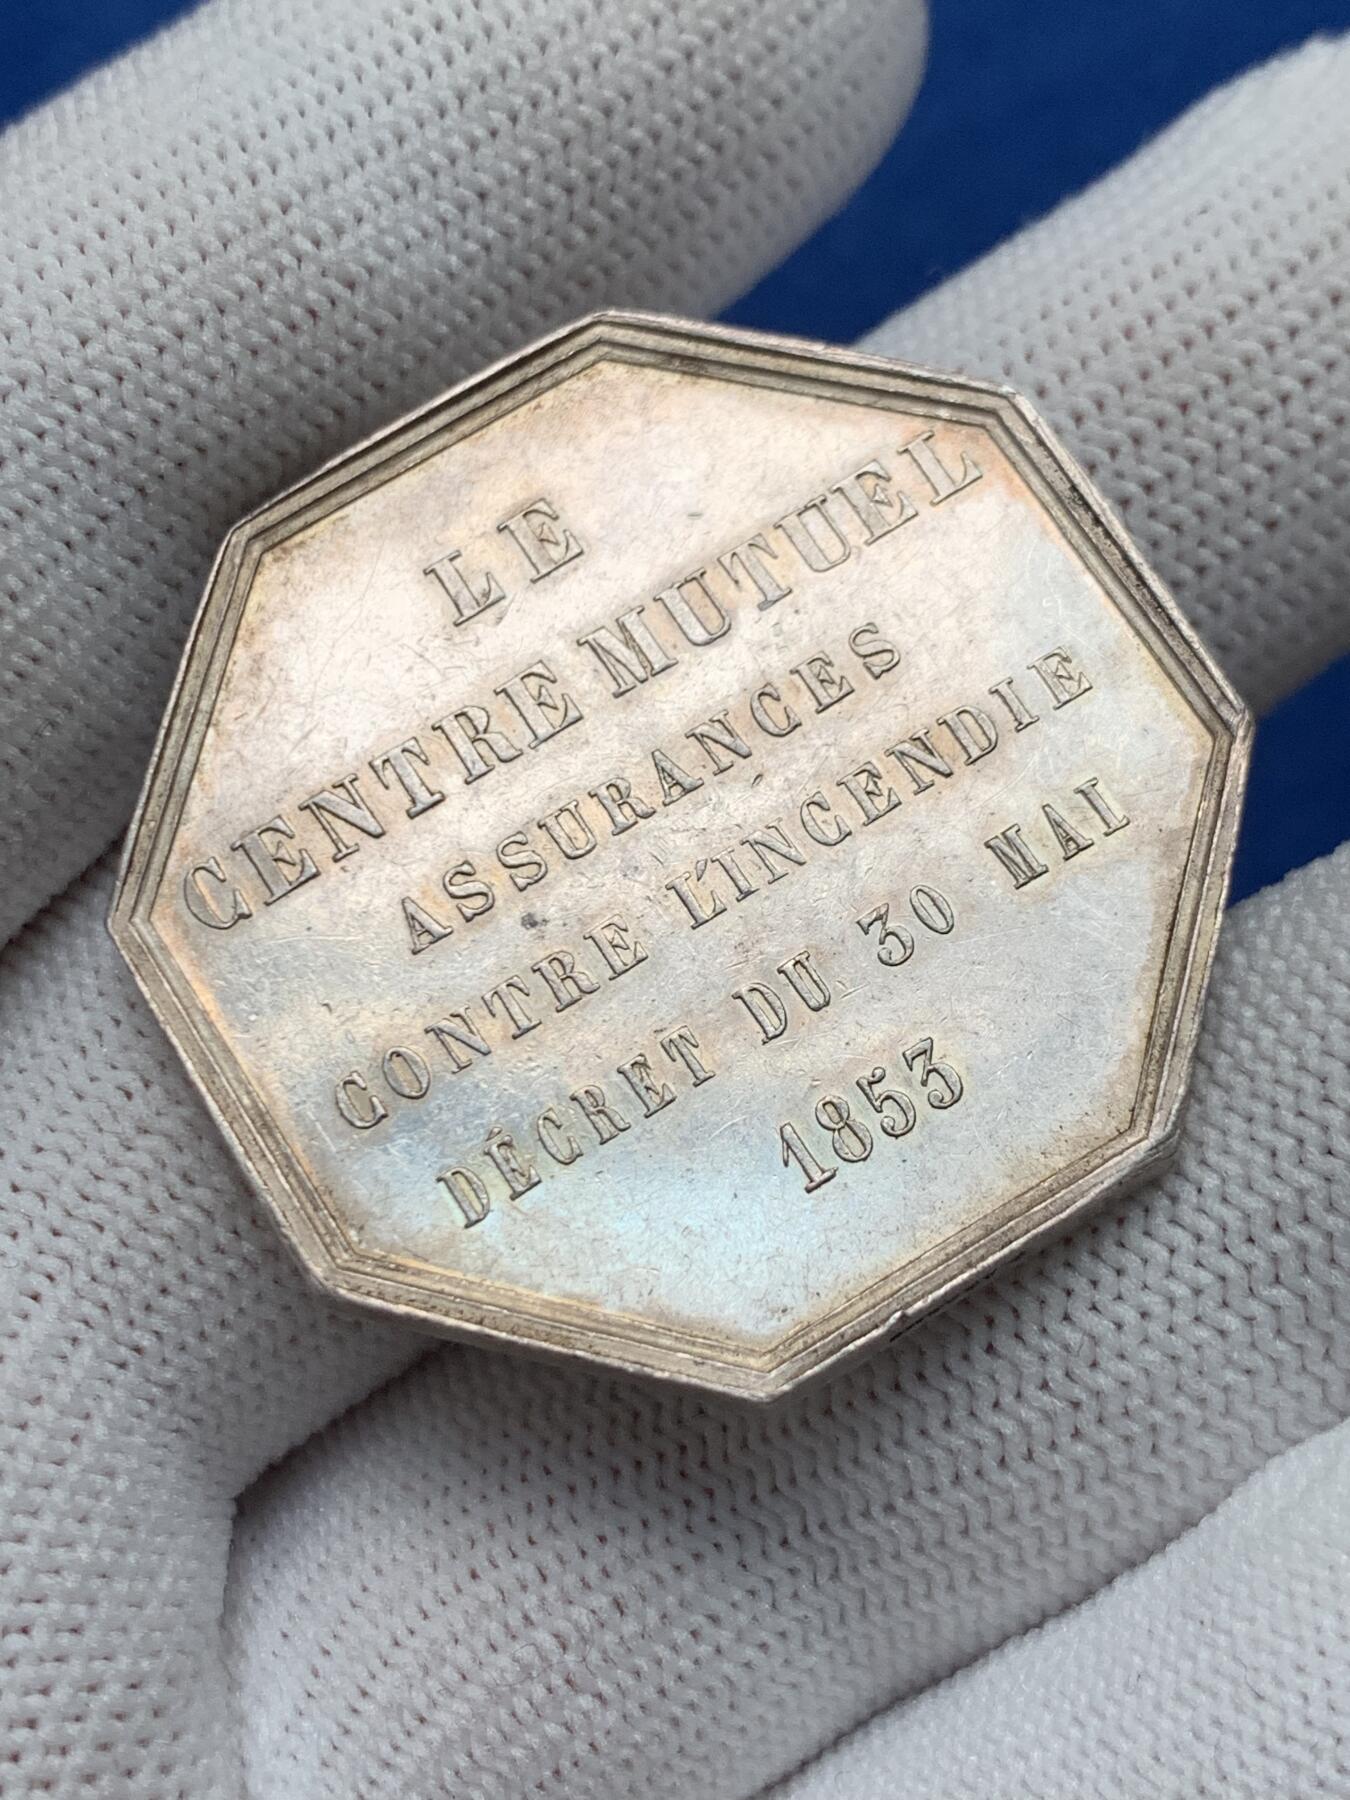 LE
CENTRE MUTUEL
ASSURANCES
CONTRE L'INCENDIE
DÉCRET DU 30 MAI
1853